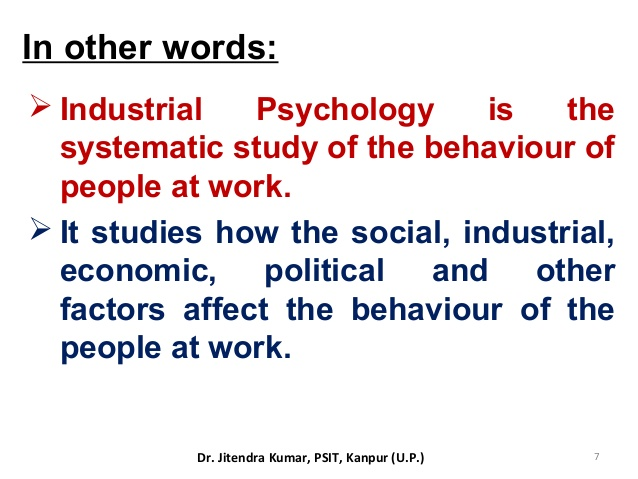 In other words:
Industrial Psychology is the
systematic study of the behaviour of
people at work.
It studies how the social, industrial,
economic, political and other
factors affect the behaviour of the
people at work.
Dr. Jitendra Kumar, PSIT, Kanpur (U.P.)
7